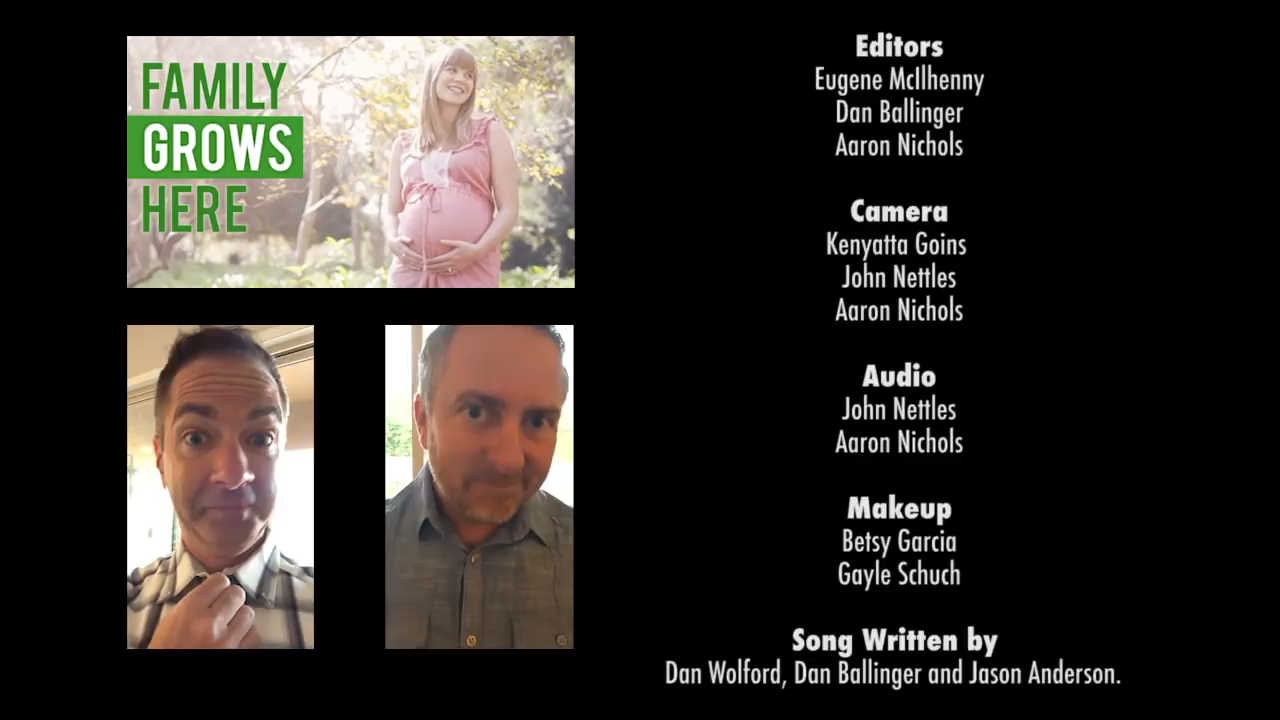 FAMILY
GROWS
HERE
Editors
Eugene McIlhenny
Dan Ballinger
Aaron Nichols
Camera
Kenyatta Goins
John Nettles
Aaron Nichols
Audio
John Nettles
Aaron Nichols
Makeup
Betsy Garcia
Gayle Schuch
Song Written by
Dan Wolford, Dan Ballinger and Jason Anderson.